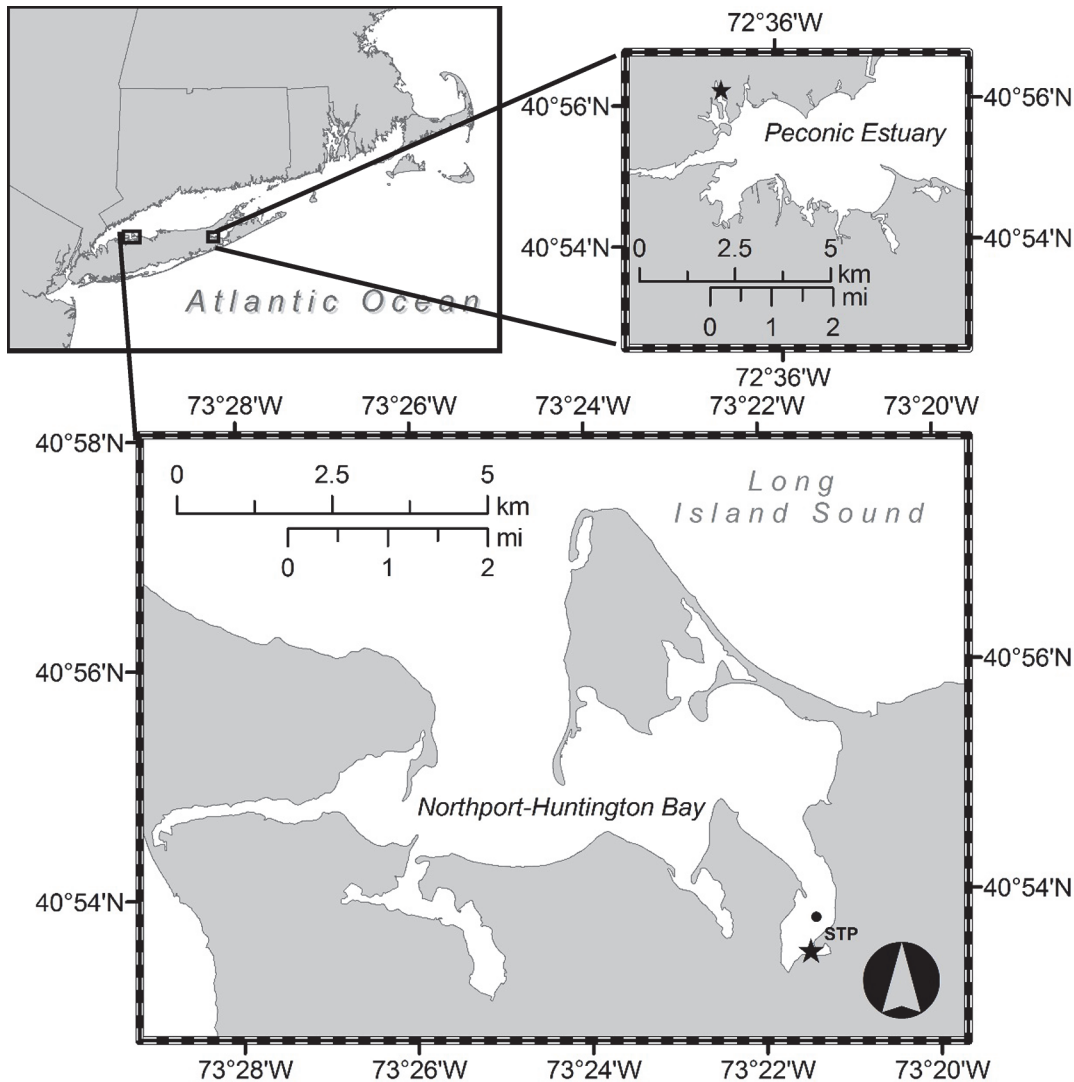 Atlantic Ocean
72°36'W
40°56'N
40°56'N
Peconic Estuary
40°54'N
40°54'N
0 2.5 5
km
mi
0 1 2
72°36'W
73°28'W 73°26'W 73°24'W 73°22'W 73°20'W
40°58'N
0 2.5 5
km
mi
0 1 2
Long
Island Sound
40°56'N
40°56'N
Northport-Huntington Bay
40°54'N
40°54'N
STP
73°28'W 73°26'W 73°24'W 73°22'W 73°20'W